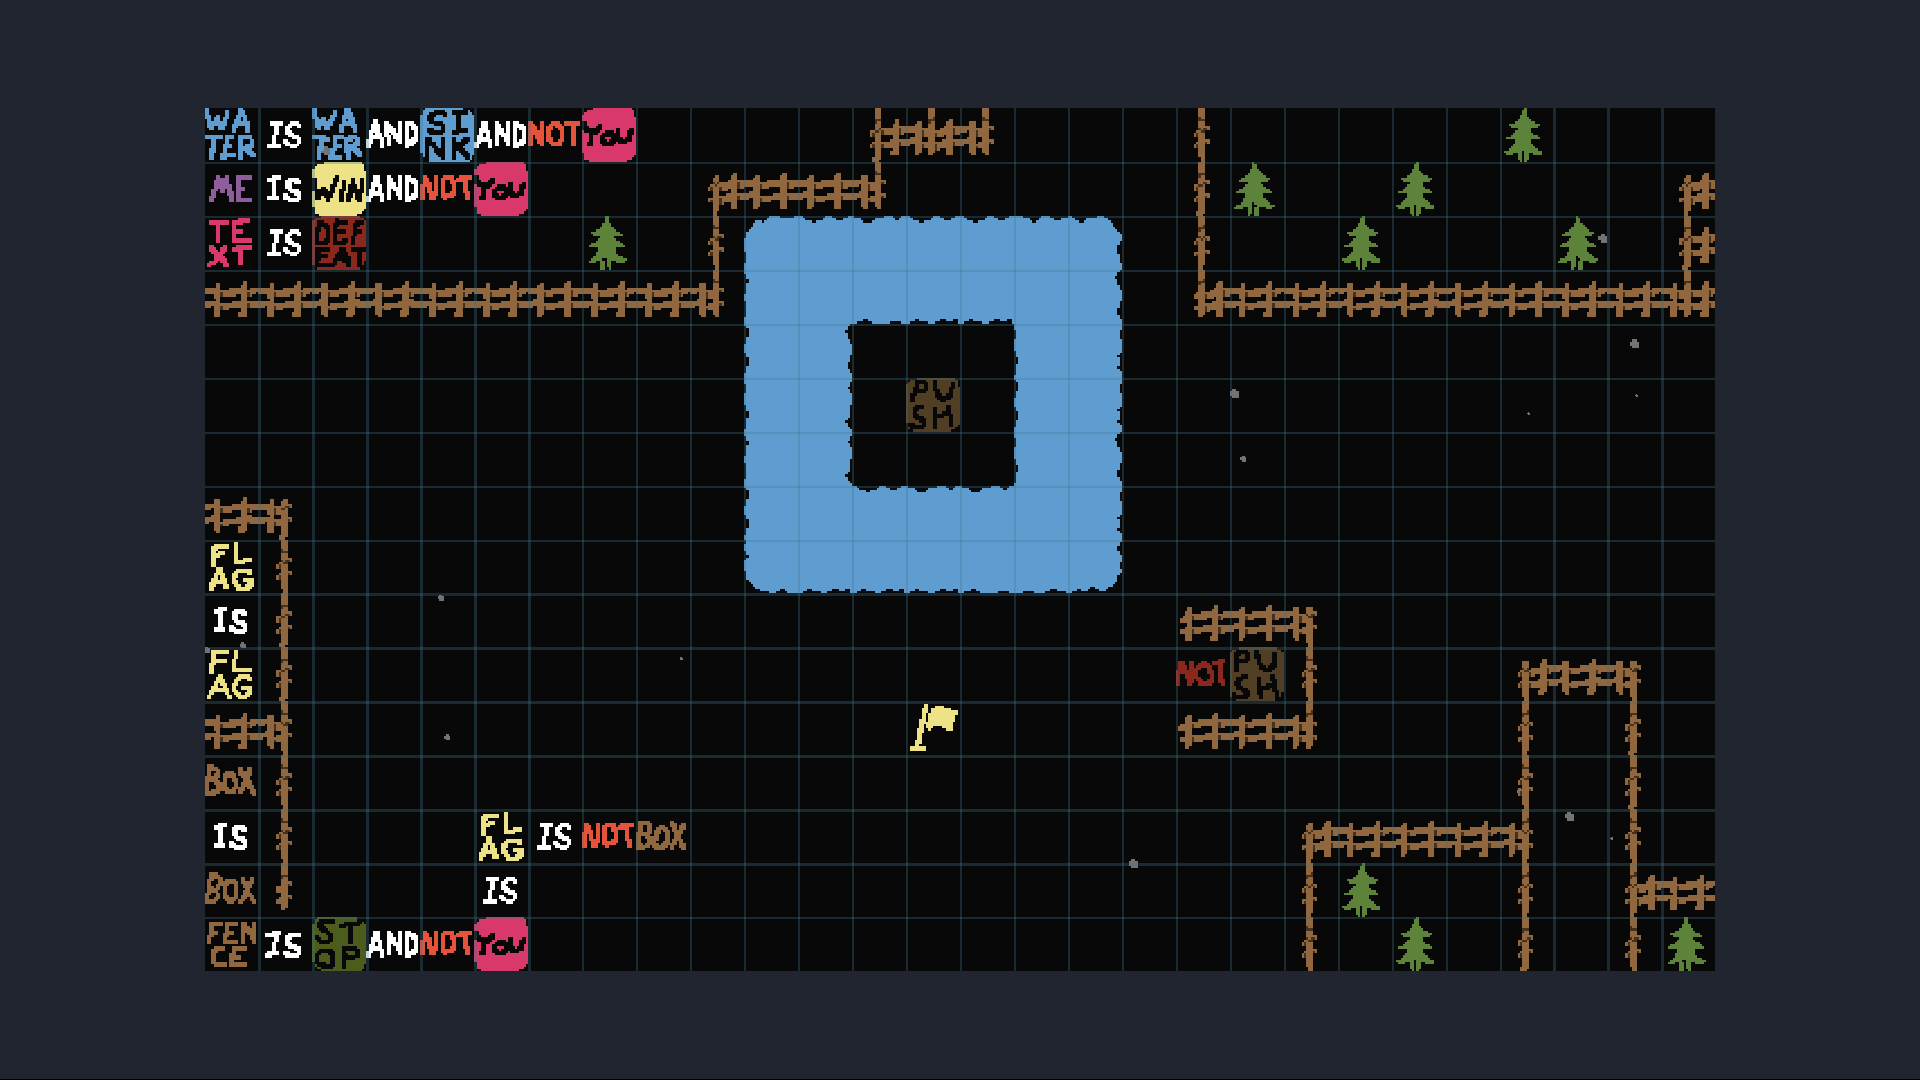 WATER IS WATER AND SINK AND NOT YOU
ME IS WIN AND NOT YOU
TEXT IS DEFEAT
PUSH
FLAG
IS
FLAG
NOT PUSH
BOX
IS
FLAG IS NOT BOX
BOX
IS
FENCE IS STOP AND NOT YOU